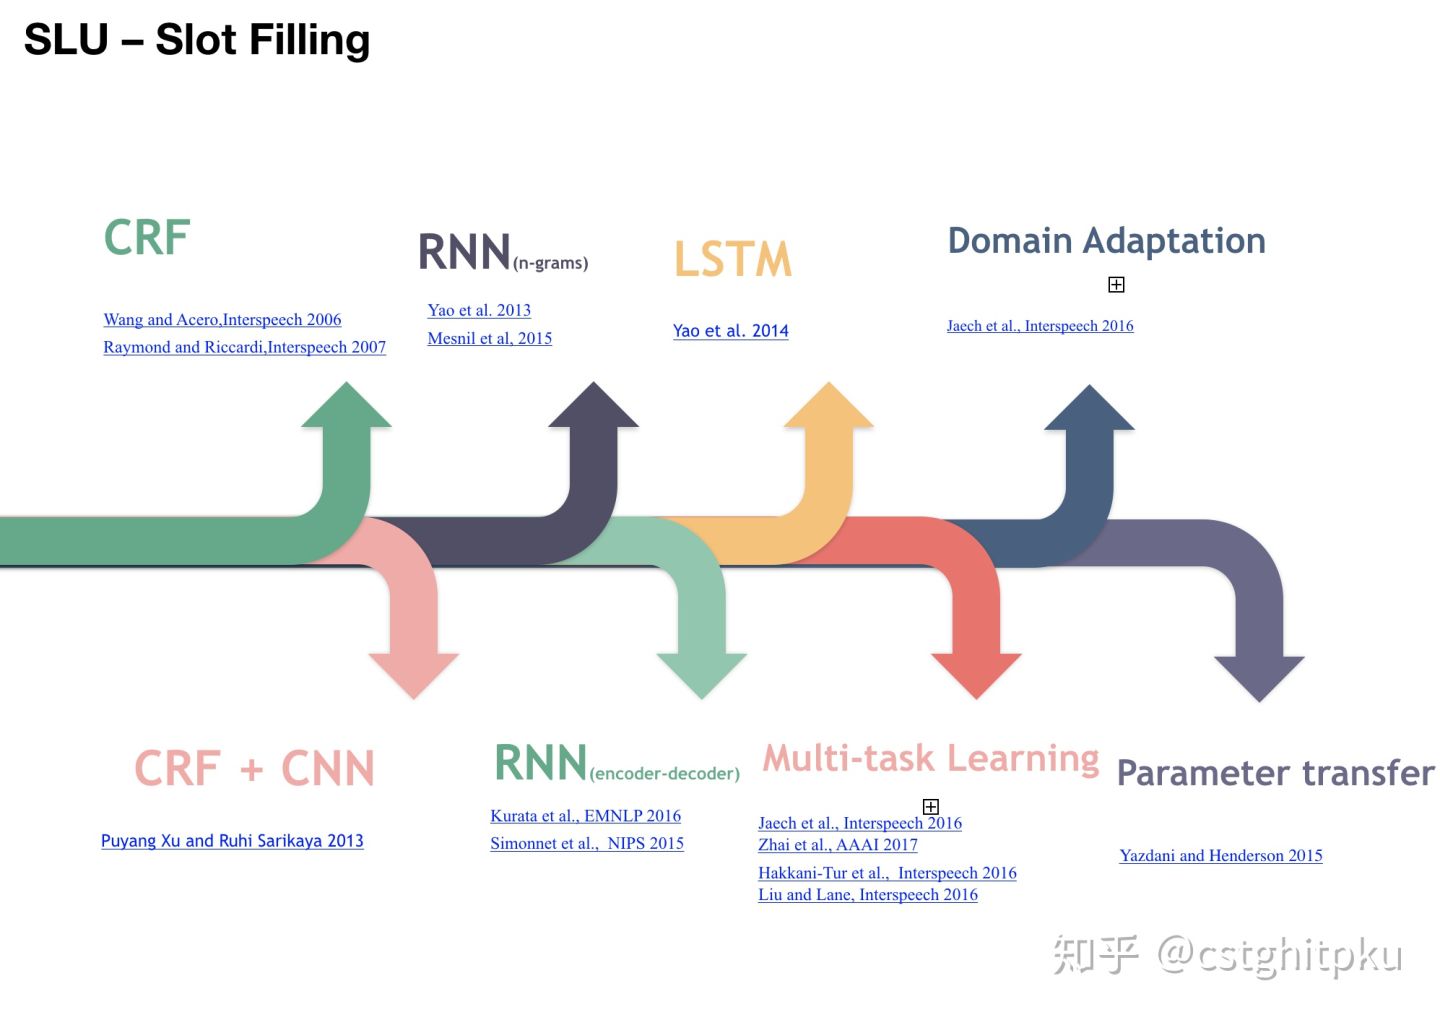 SLU – Slot Filling
CRF
Wang and Acero,Interspeech 2006
Raymond and Riccardi,Interspeech 2007
RNN(n-grams)
Yao et al. 2013
Mesnil et al, 2015
LSTM
Yao et al. 2014
Domain Adaptation
Jaech et al., Interspeech 2016
CRF + CNN
Puyang Xu and Ruhi Sarikaya 2013
RNN(encoder-decoder)
Kurata et al., EMNLP 2016
Simonnet et al.,  NIPS 2015
Multi-task Learning
Jaech et al., Interspeech 2016
Zhai et al., AAAI 2017
Hakkani-Tur et al.,  Interspeech 2016
Liu and Lane, Interspeech 2016
Parameter transfer
Yazdani and Henderson 2015
知乎 @cstghitpku